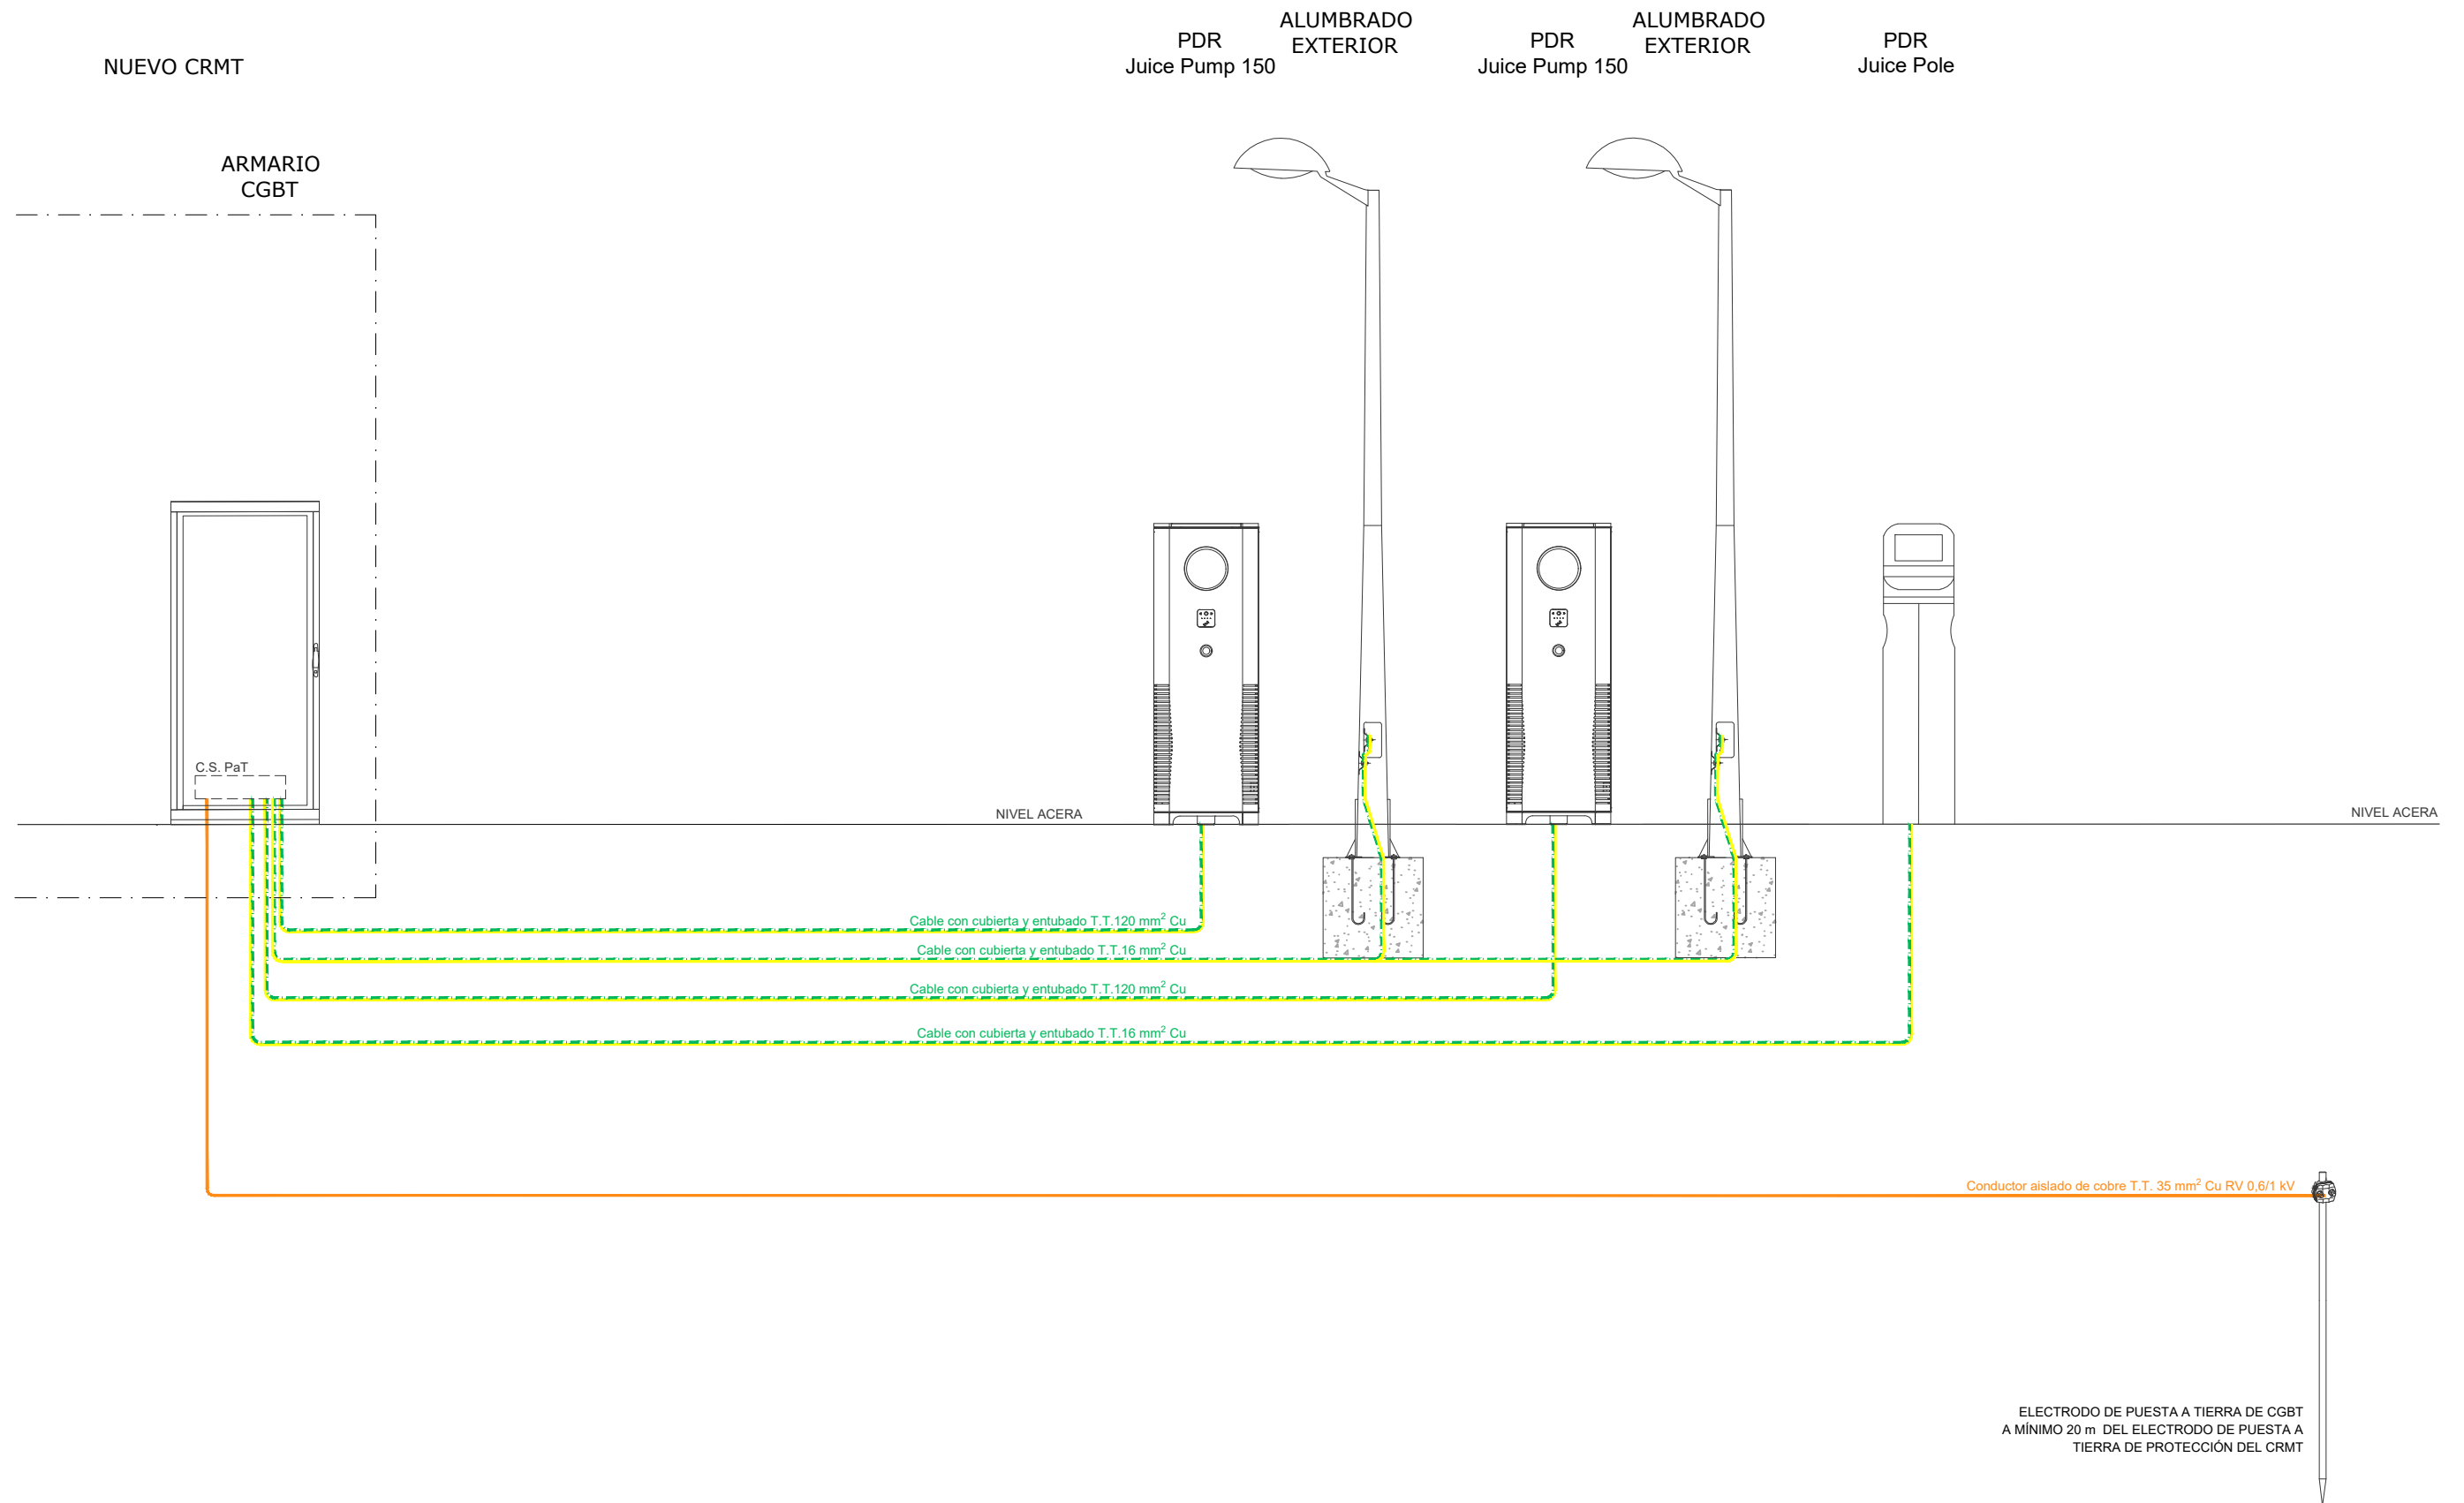 NUEVO CRMT
PDR
Juice Pump 150
ALUMBRADO
EXTERIOR
PDR
Juice Pump 150
ALUMBRADO
EXTERIOR
PDR
Juice Pole
ARMARIO
CGBT
C.S. PaT
NIVEL ACERA
NIVEL ACERA
Cable con cubierta y entubado T.T.120 mm² Cu
Cable con cubierta y entubado T.T.16 mm² Cu
Cable con cubierta y entubado T.T.120 mm² Cu
Cable con cubierta y entubado T.T.16 mm² Cu
Conductor aislado de cobre T.T. 35 mm² Cu RV 0,6/1 kV
ELECTRODO DE PUESTA A TIERRA DE CGBT
A MÍNIMO 20 m DEL ELECTRODO DE PUESTA A
TIERRA DE PROTECCIÓN DEL CRMT